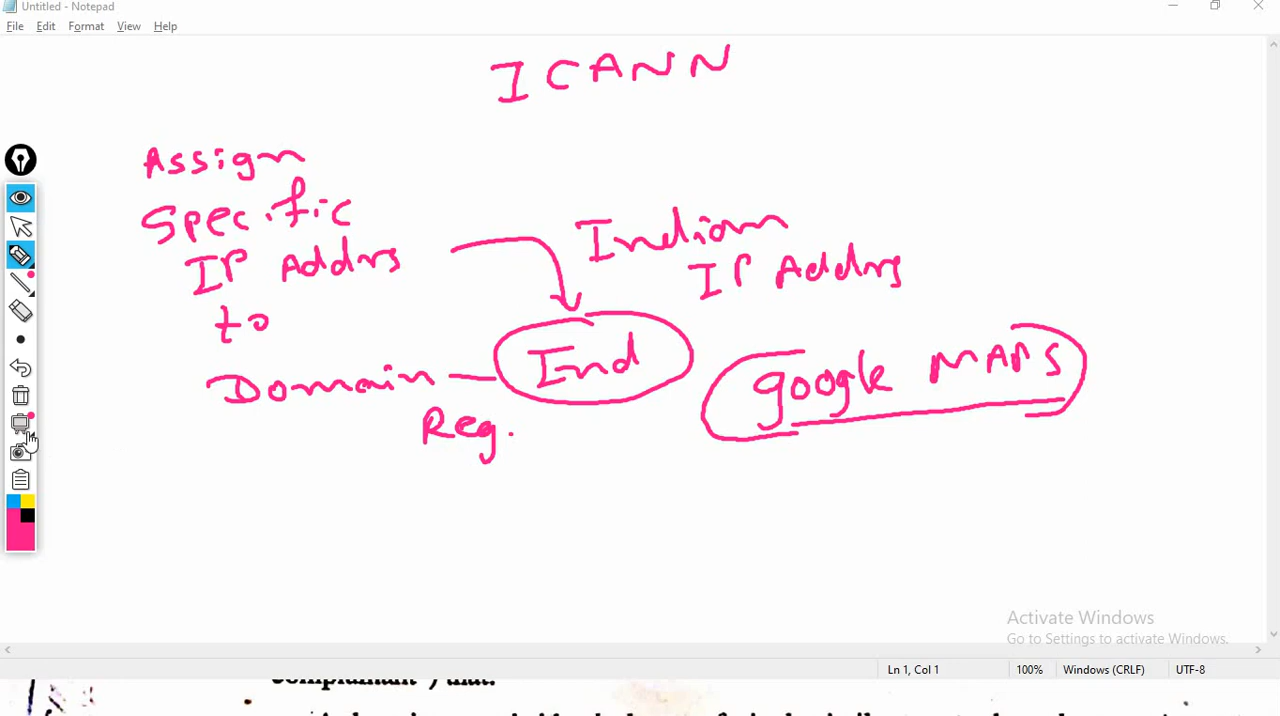 Untitled - Notepad
File Edit Format View Help
ICANN
Assign
Specific
IP Addrs
to
Domain
Reg.
Indian
IP Addrs
Ind
google MAPS
Activate Windows
Go to Settings to activate Windows.
Ln 1, Col 1 100% Windows (CRLF) UTF-8
complainant") that: